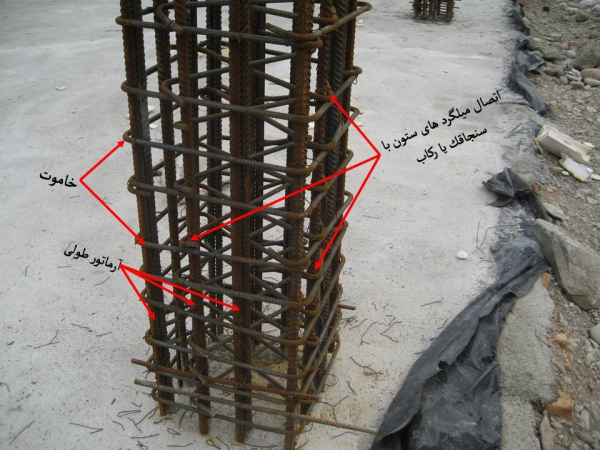 اتصال میلگرد های ستون با
سنجاقک یا رکاب
خاموت
آرماتور طولی